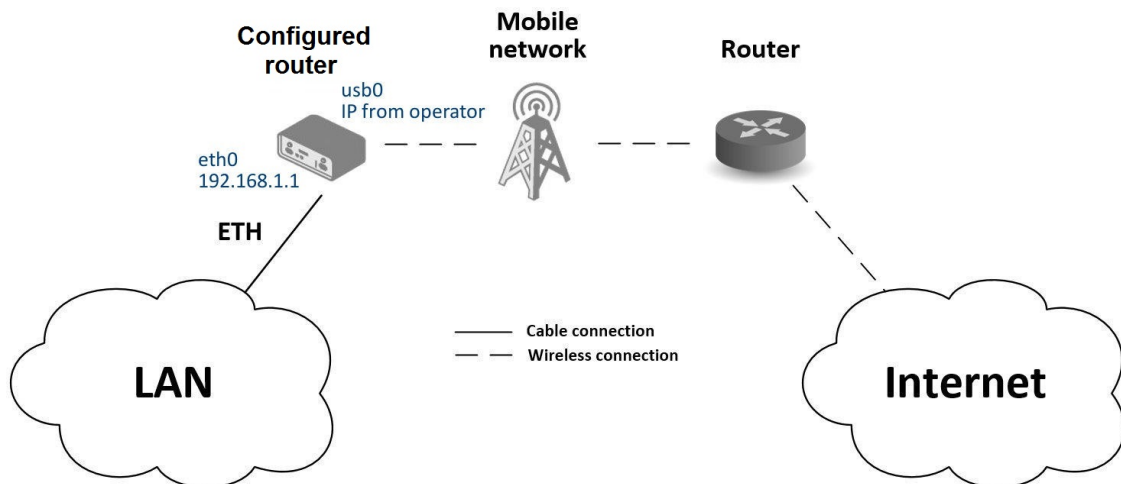 Configured
router
Mobile
network
Router
usb0
IP from operator
eth0
192.168.1.1
ETH
LAN
Internet
Cable connection
Wireless connection